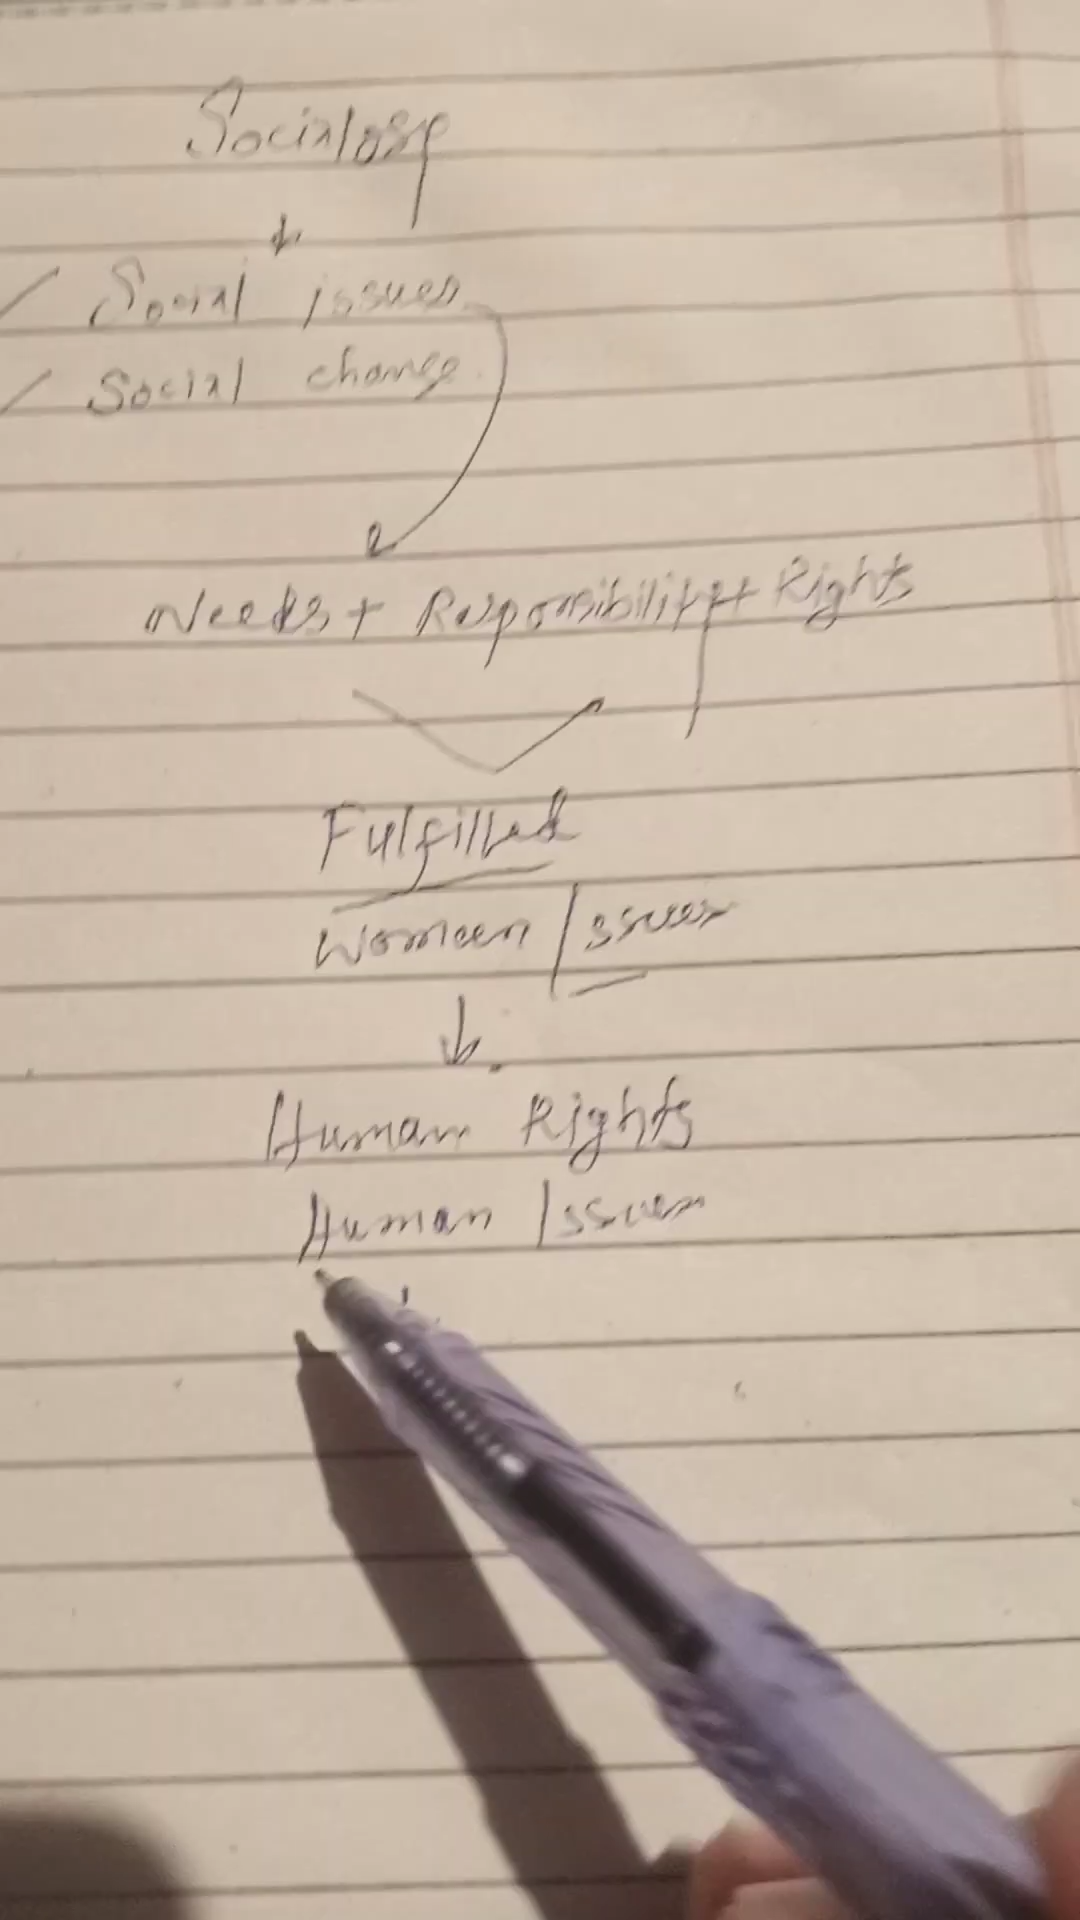 Sociology
Social issues
Social change
Needs + Responsibility + Rights
Fulfilled
Women Issues
Human Rights
Human Issues